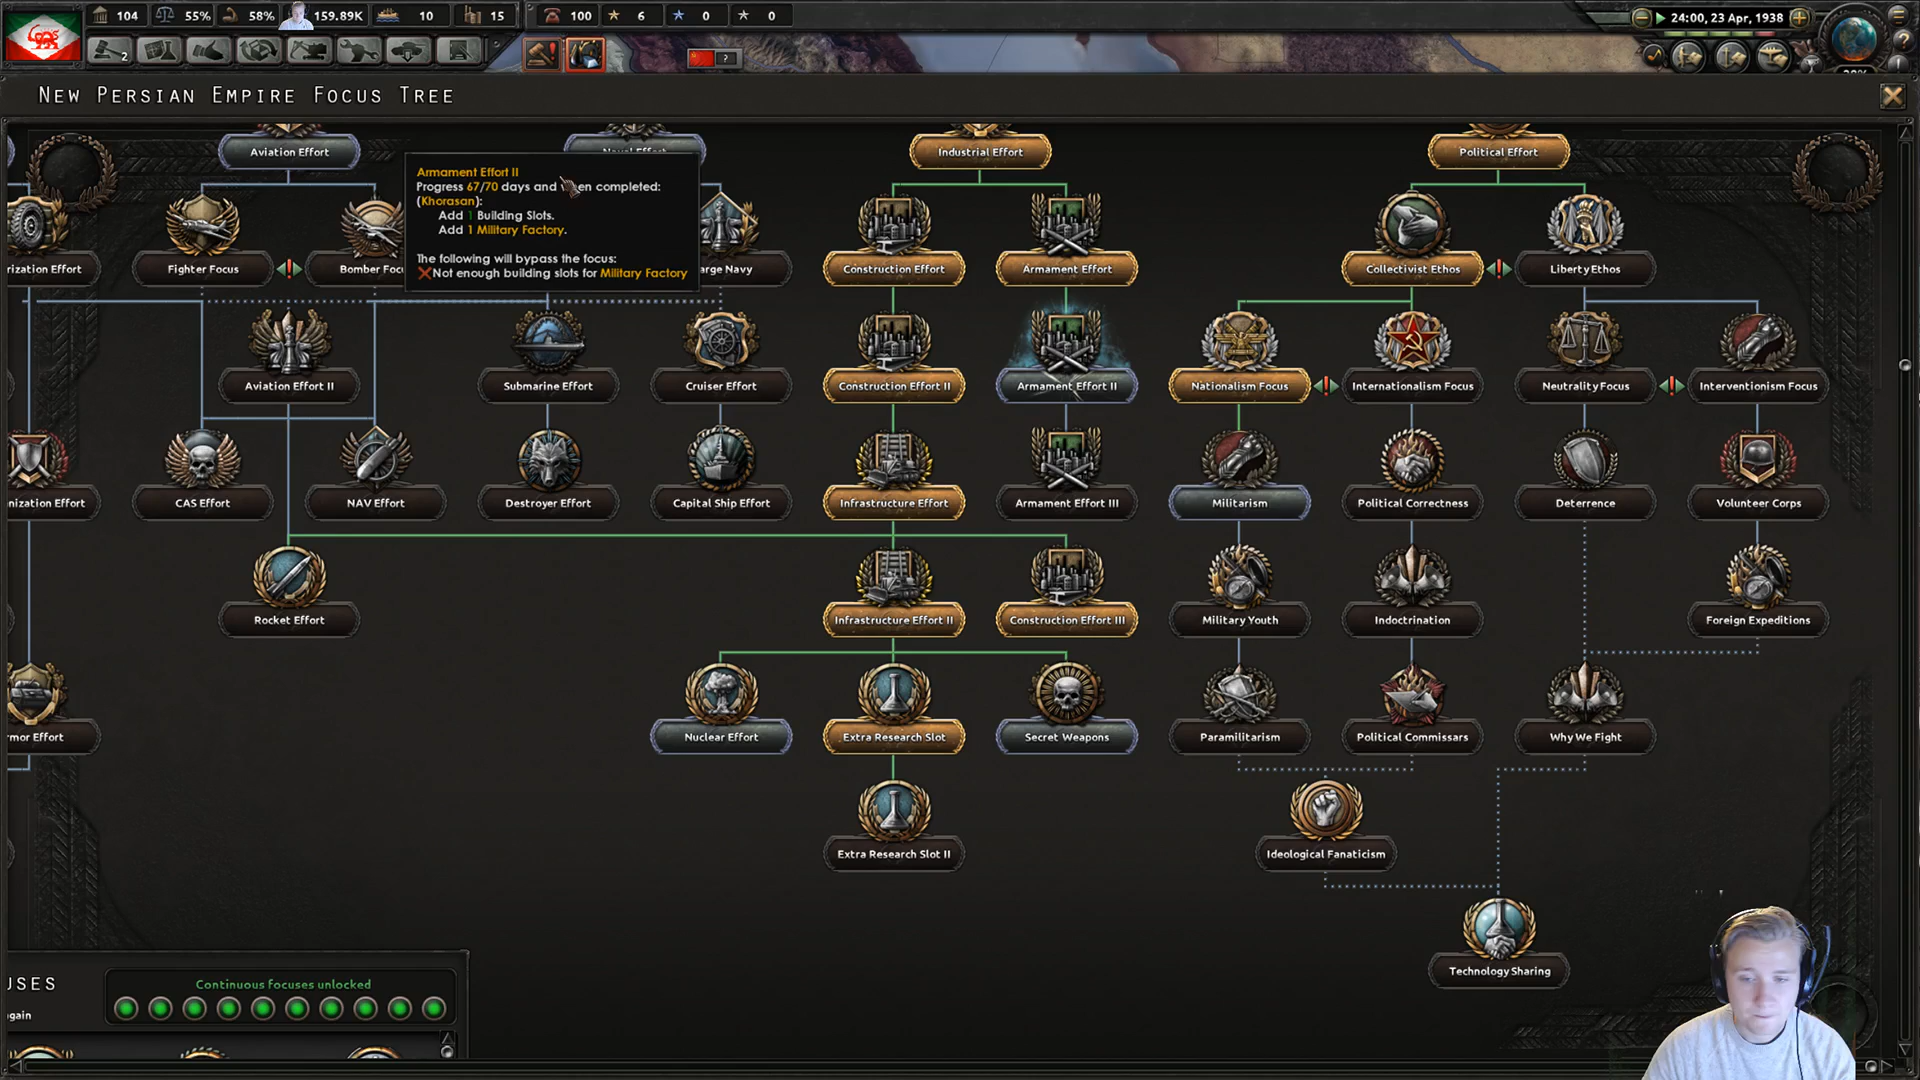 104
55%
58%
159.89K
10
15
100
6
0
0
24:00, 23 Apr, 1938
2
?
?
New Persian Empire Focus Tree
Aviation Effort
Industrial Effort
Political Effort
Armament Effort II
Progress 67/70 days and when completed:
(Khorasan):
Add 1 Building Slots.
Add 1 Military Factory.
The following will bypass the focus:
Not enough building slots for Military Factory
rization Effort
Fighter Focus
Bomber Focu
arge Navy
Construction Effort
Armament Effort
Collectivist Ethos
Liberty Ethos
Aviation Effort II
Submarine Effort
Cruiser Effort
Construction Effort II
Armament Effort II
Nationalism Focus
Internationalism Focus
Neutrality Focus
Interventionism Focus
nization Effort
CAS Effort
NAV Effort
Destroyer Effort
Capital Ship Effort
Infrastructure Effort
Armament Effort III
Militarism
Political Correctness
Deterrence
Volunteer Corps
Rocket Effort
Infrastructure Effort II
Construction Effort III
Military Youth
Indoctrination
Foreign Expeditions
rmor Effort
Nuclear Effort
Extra Research Slot
Secret Weapons
Paramilitarism
Political Commissars
Why We Fight
Extra Research Slot II
Ideological Fanaticism
Technology Sharing
uses
Continuous focuses unlocked
gain